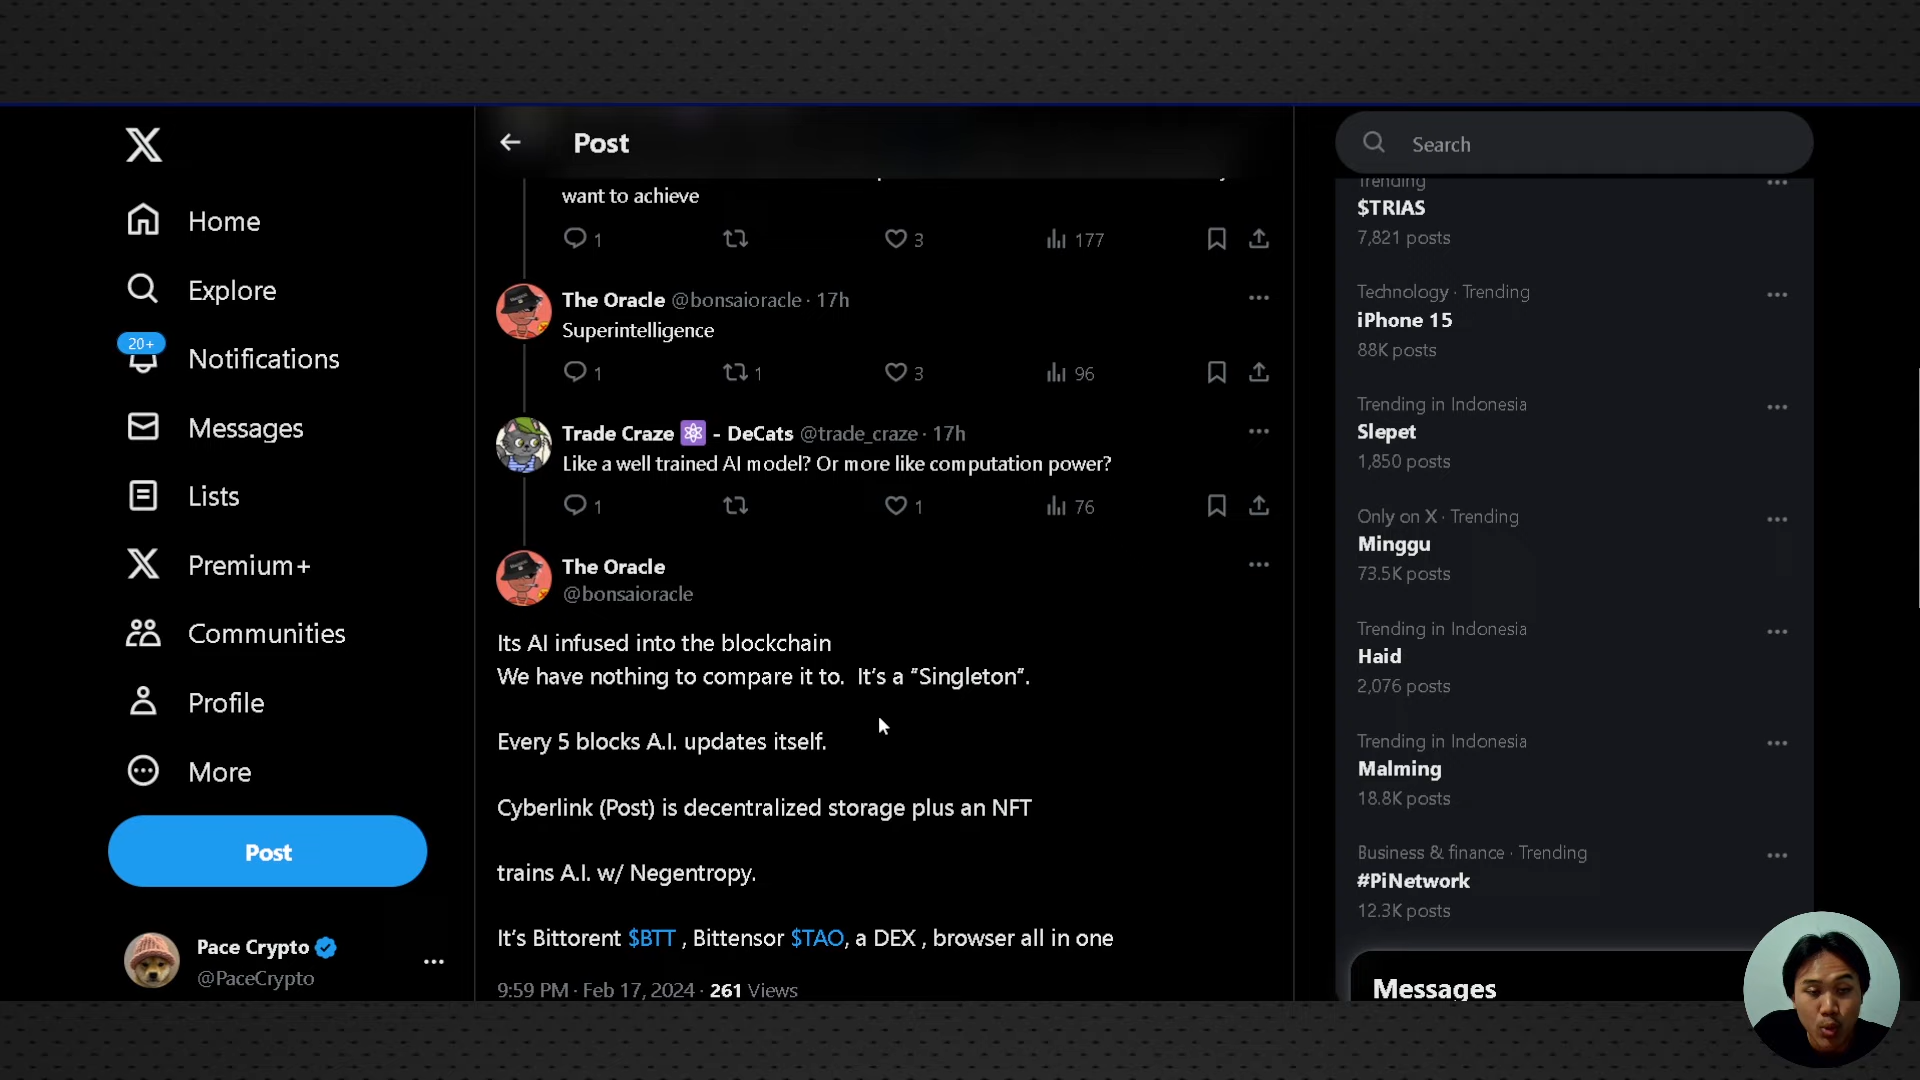 Home
Explore
20+
Notifications
Messages
Lists
Premium+
Communities
Profile
More
Post
Pace Crypto
@PaceCrypto
Post
want to achieve
1
3
177
The Oracle @bonsaioracle · 17h
Superintelligence
1
1
3
96
Trade Craze - DeCats @trade_craze · 17h
Like a well trained AI model? Or more like computation power?
1
1
76
The Oracle
@bonsaioracle
Its AI infused into the blockchain
We have nothing to compare it to.  It’s a “Singleton”.
Every 5 blocks A.I. updates itself.
Cyberlink (Post) is decentralized storage plus an NFT
trains A.I. w/ Negentropy.
It’s Bittorent $BTT , Bittensor $TAO, a DEX , browser all in one
9:59 PM · Feb 17, 2024 · 261 Views
Search
Trending
$TRIAS
7,821 posts
Technology · Trending
iPhone 15
88K posts
Trending in Indonesia
Slepet
1,850 posts
Only on X · Trending
Minggu
73.5K posts
Trending in Indonesia
Haid
2,076 posts
Trending in Indonesia
Malming
18.8K posts
Business & finance · Trending
#PiNetwork
12.3K posts
Messages